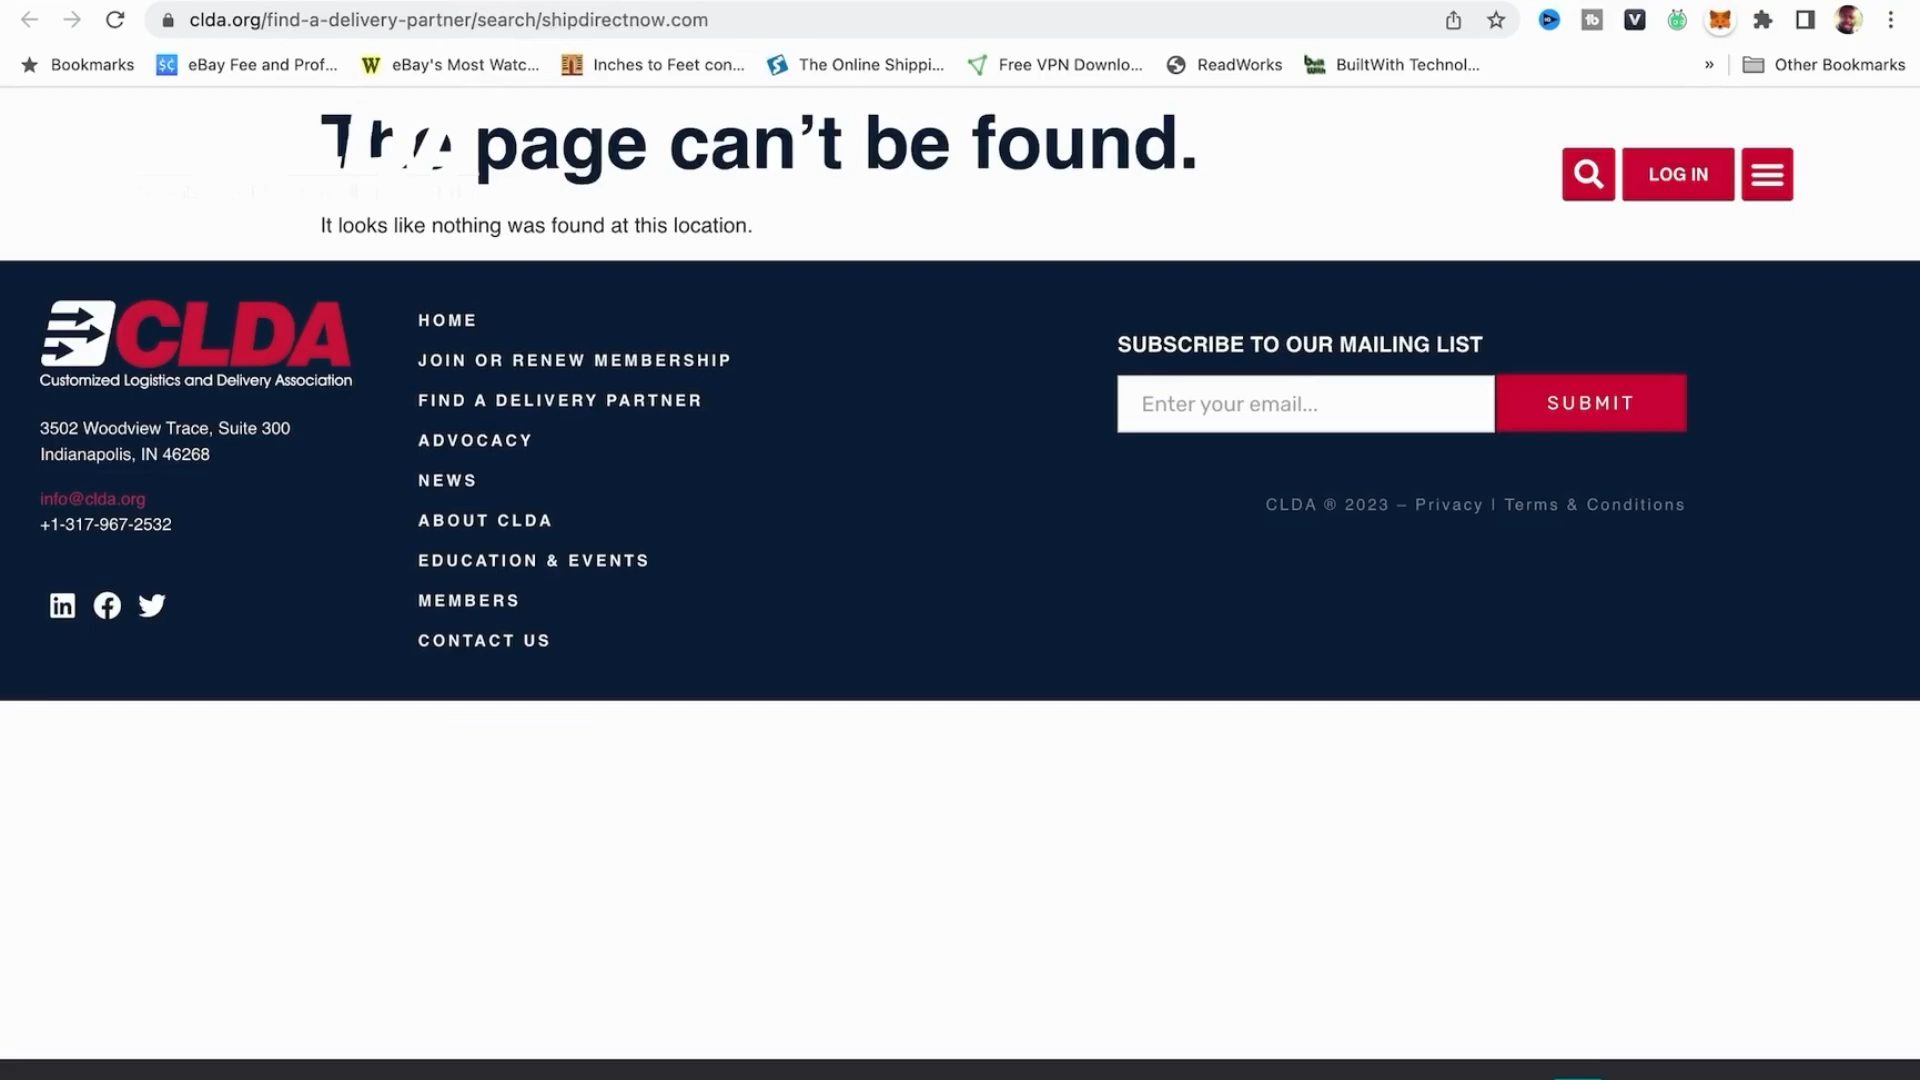 clda.org/find-a-delivery-partner/search/shipdirectnow.com
Bookmarks
eBay Fee and Prof...
eBay's Most Watc...
Inches to Feet con...
The Online Shippi...
Free VPN Downlo...
ReadWorks
BuiltWith Technol...
»
Other Bookmarks
The page can’t be found.
LOG IN
It looks like nothing was found at this location.
CLDA
Customized Logistics and Delivery Association
3502 Woodview Trace, Suite 300
Indianapolis, IN 46268
info@clda.org
+1-317-967-2532
HOME
JOIN OR RENEW MEMBERSHIP
FIND A DELIVERY PARTNER
ADVOCACY
NEWS
ABOUT CLDA
EDUCATION & EVENTS
MEMBERS
CONTACT US
SUBSCRIBE TO OUR MAILING LIST
Enter your email...
SUBMIT
CLDA ® 2023 – Privacy | Terms & Conditions